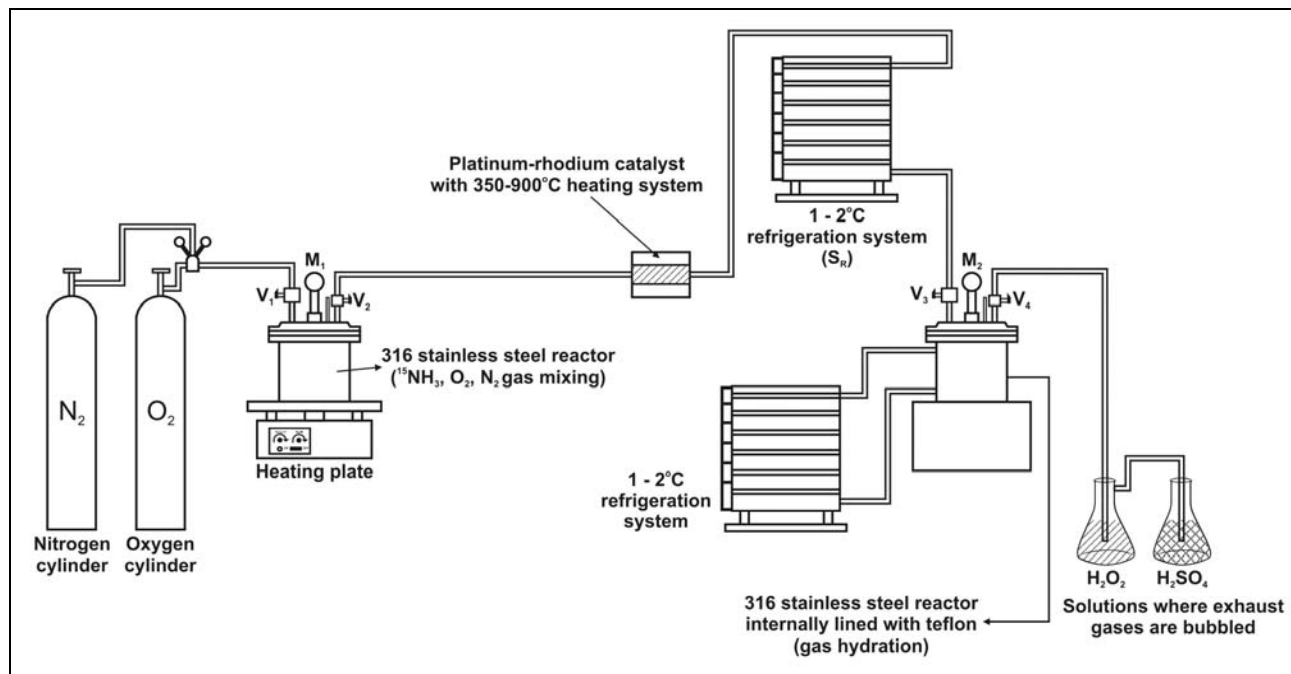 Platinum-rhodium catalyst
with 350-900°C heating system
1 - 2°C
refrigeration system
(S_R)
M₁
V₁
V₂
M₂
V₃
V₄
316 stainless steel reactor
(¹⁵NH₃, O₂, N₂ gas mixing)
N₂
O₂
Heating plate
Nitrogen
cylinder
Oxygen
cylinder
1 - 2°C
refrigeration
system
H₂O₂
H₂SO₄
Solutions where exhaust
gases are bubbled
316 stainless steel reactor
internally lined with teflon
(gas hydration)